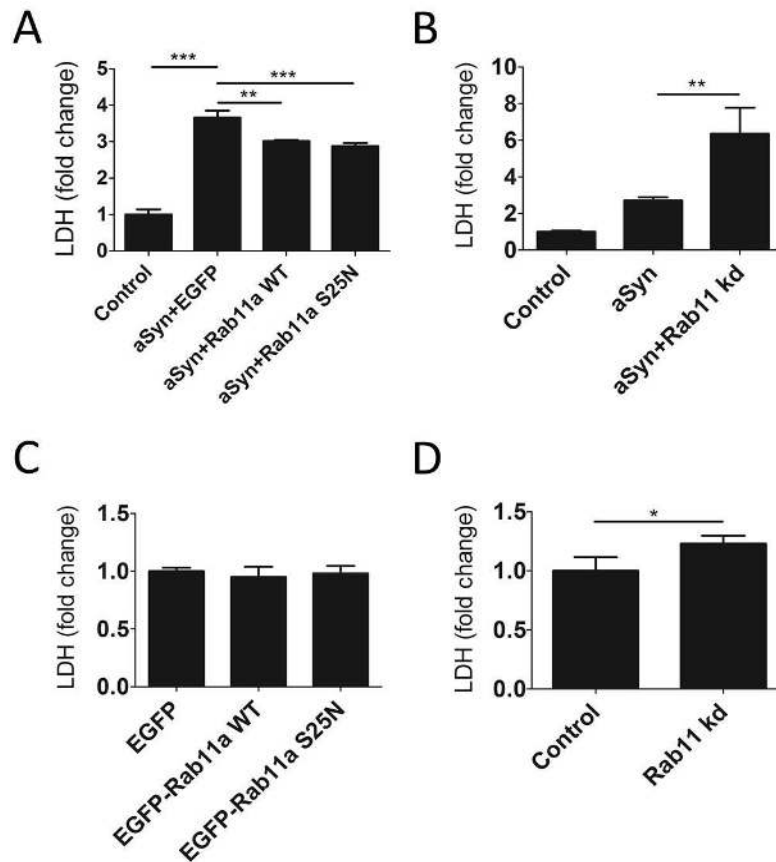 A
LDH (fold change)
5
4
3
2
1
0
***
***
**
Control
aSyn+EGFP
aSyn+Rab11a WT
aSyn+Rab11a S25N
B
LDH (fold change)
10
8
6
4
2
0
**
Control
aSyn
aSyn+Rab11 kd
C
LDH (fold change)
1.5
1.0
0.5
0.0
EGFP
EGFP-Rab11a WT
EGFP-Rab11a S25N
D
LDH (fold change)
1.5
1.0
0.5
0.0
*
Control
Rab11 kd